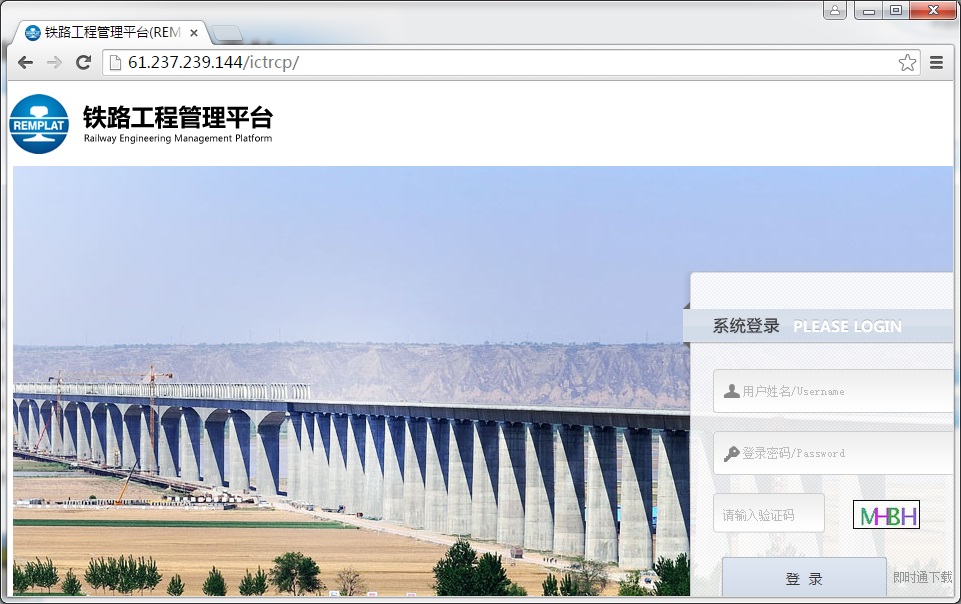 铁路工程管理平台(REM
61.237.239.144/ictrcp/
REMPLAT
铁路工程管理平台
Railway Engineering Management Platform
系统登录 PLEASE LOGIN
用户姓名/Username
登录密码/Password
请输入验证码
MHBH
登 录
即时通下载